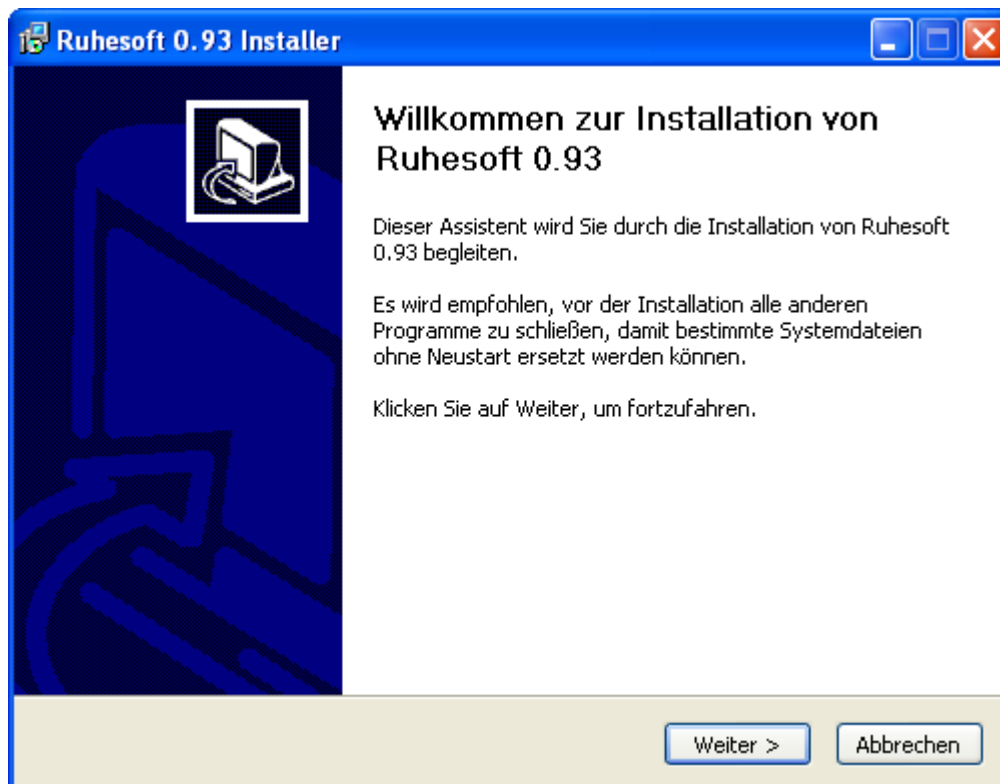 Ruhesoft 0.93 Installer
Willkommen zur Installation von
Ruhesoft 0.93
Dieser Assistent wird Sie durch die Installation von Ruhesoft
0.93 begleiten.
Es wird empfohlen, vor der Installation alle anderen
Programme zu schließen, damit bestimmte Systemdateien
ohne Neustart ersetzt werden können.
Klicken Sie auf Weiter, um fortzufahren.
Weiter >
Abbrechen